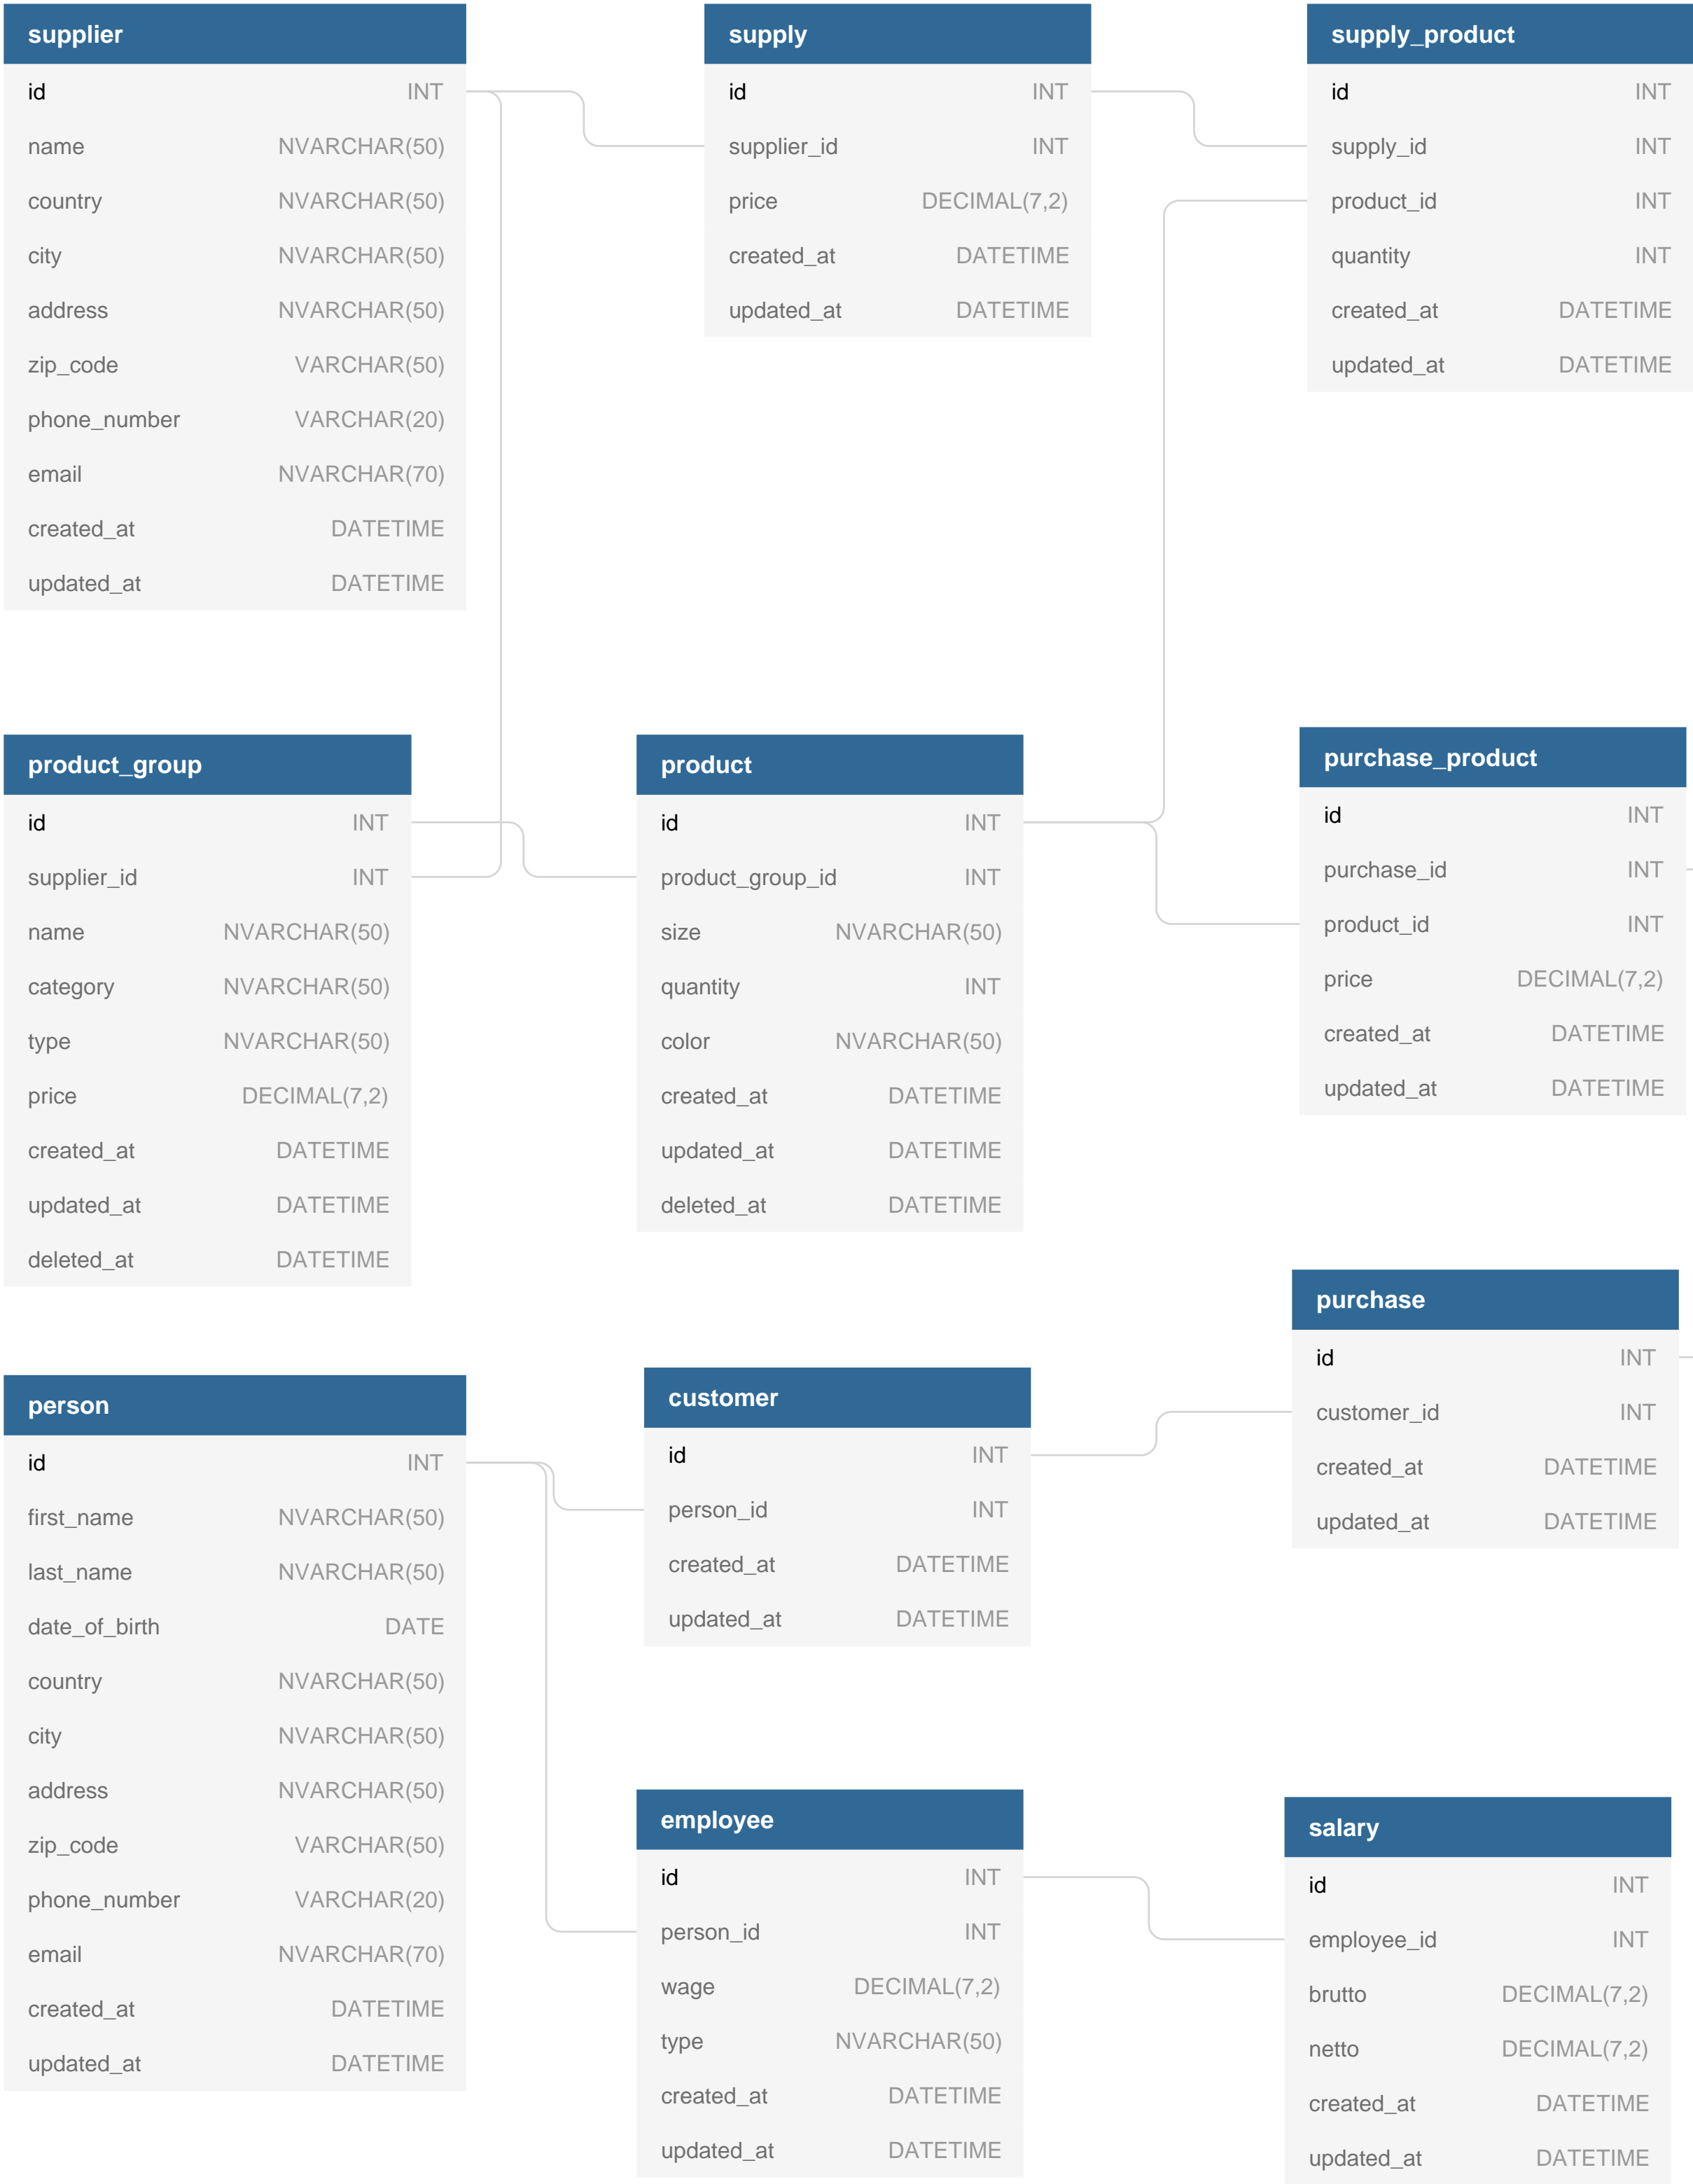 supplier
id INT
name NVARCHAR(50)
country NVARCHAR(50)
city NVARCHAR(50)
address NVARCHAR(50)
zip_code VARCHAR(50)
phone_number VARCHAR(20)
email NVARCHAR(70)
created_at DATETIME
updated_at DATETIME
supply
id INT
supplier_id INT
price DECIMAL(7,2)
created_at DATETIME
updated_at DATETIME
supply_product
id INT
supply_id INT
product_id INT
quantity INT
created_at DATETIME
updated_at DATETIME
product_group
id INT
supplier_id INT
name NVARCHAR(50)
category NVARCHAR(50)
type NVARCHAR(50)
price DECIMAL(7,2)
created_at DATETIME
updated_at DATETIME
deleted_at DATETIME
product
id INT
product_group_id INT
size NVARCHAR(50)
quantity INT
color NVARCHAR(50)
created_at DATETIME
updated_at DATETIME
deleted_at DATETIME
purchase_product
id INT
purchase_id INT
product_id INT
price DECIMAL(7,2)
created_at DATETIME
updated_at DATETIME
person
id INT
first_name NVARCHAR(50)
last_name NVARCHAR(50)
date_of_birth DATE
country NVARCHAR(50)
city NVARCHAR(50)
address NVARCHAR(50)
zip_code VARCHAR(50)
phone_number VARCHAR(20)
email NVARCHAR(70)
created_at DATETIME
updated_at DATETIME
customer
id INT
person_id INT
created_at DATETIME
updated_at DATETIME
purchase
id INT
customer_id INT
created_at DATETIME
updated_at DATETIME
employee
id INT
person_id INT
wage DECIMAL(7,2)
type NVARCHAR(50)
created_at DATETIME
updated_at DATETIME
salary
id INT
employee_id INT
brutto DECIMAL(7,2)
netto DECIMAL(7,2)
created_at DATETIME
updated_at DATETIME